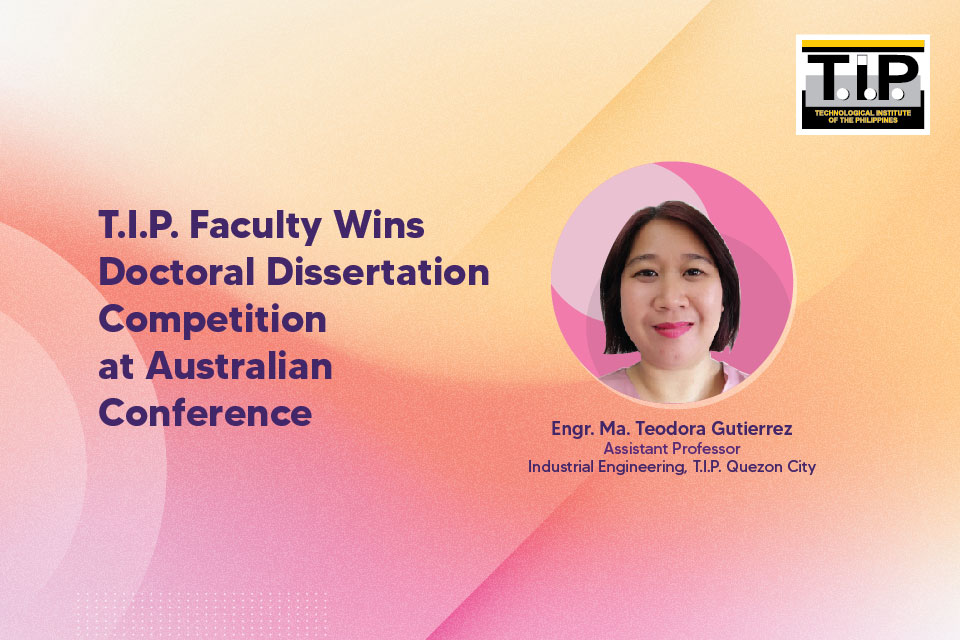 T.I.P.
TECHNOLOGICAL INSTITUTE
OF THE PHILIPPINES
T.I.P. Faculty Wins
Doctoral Dissertation
Competition
at Australian
Conference
Engr. Ma. Teodora Gutierrez
Assistant Professor
Industrial Engineering, T.I.P. Quezon City